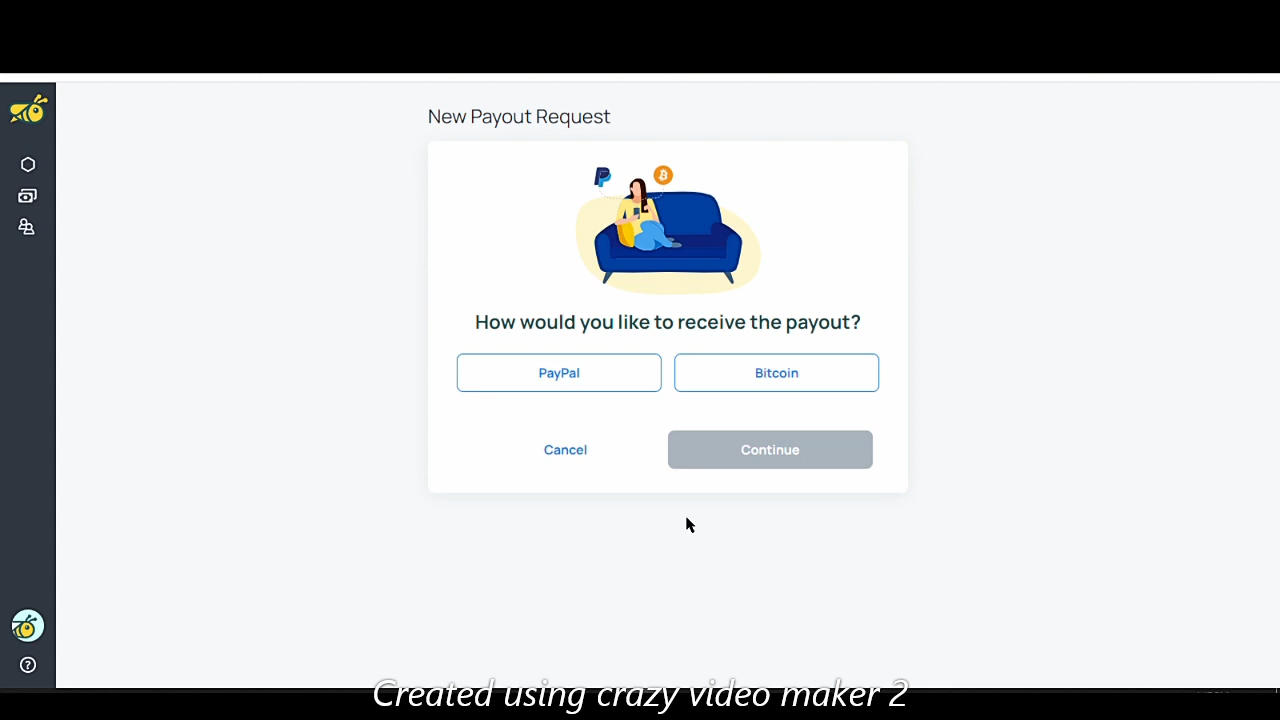 New Payout Request
How would you like to receive the payout?
PayPal
Bitcoin
Cancel
Continue
Created using crazy video maker 2